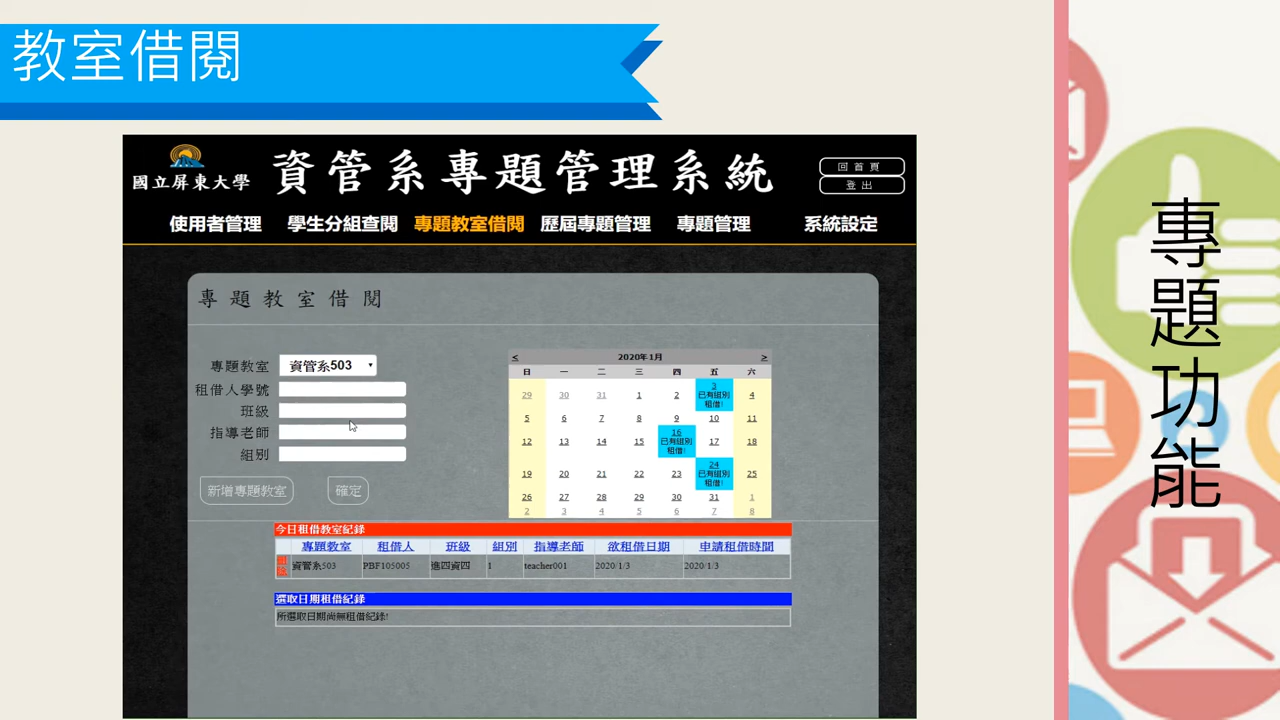 教室借閱
國立屏東大學
資管系專題管理系統
回首頁
登出
使用者管理 學生分組查閱 專題教室借閱 歷屆專題管理 專題管理 系統設定
專題教室借閱
專題教室 資管系503
租借人學號
班級
指導老師
組別
新增專題教室 確定
< 2020年1月 >
日 一 二 三 四 五 六
29 30 31 1 2 3 已有組別租借! 4
5 6 7 8 9 10 11
12 13 14 15 16 已有組別租借! 17 18
19 20 21 22 23 24 已有組別租借! 25
26 27 28 29 30 31 1
2 3 4 5 6 7 8
今日租借教室紀錄
專題教室 租借人 班級 組別 指導老師 欲租借日期 申請租借時間
資管系503 PBF105005 進四資四 1 teacher001 2020/1/3 2020/1/3
選取日期租借紀錄
所選取日期尚無租借紀錄!
專題功能